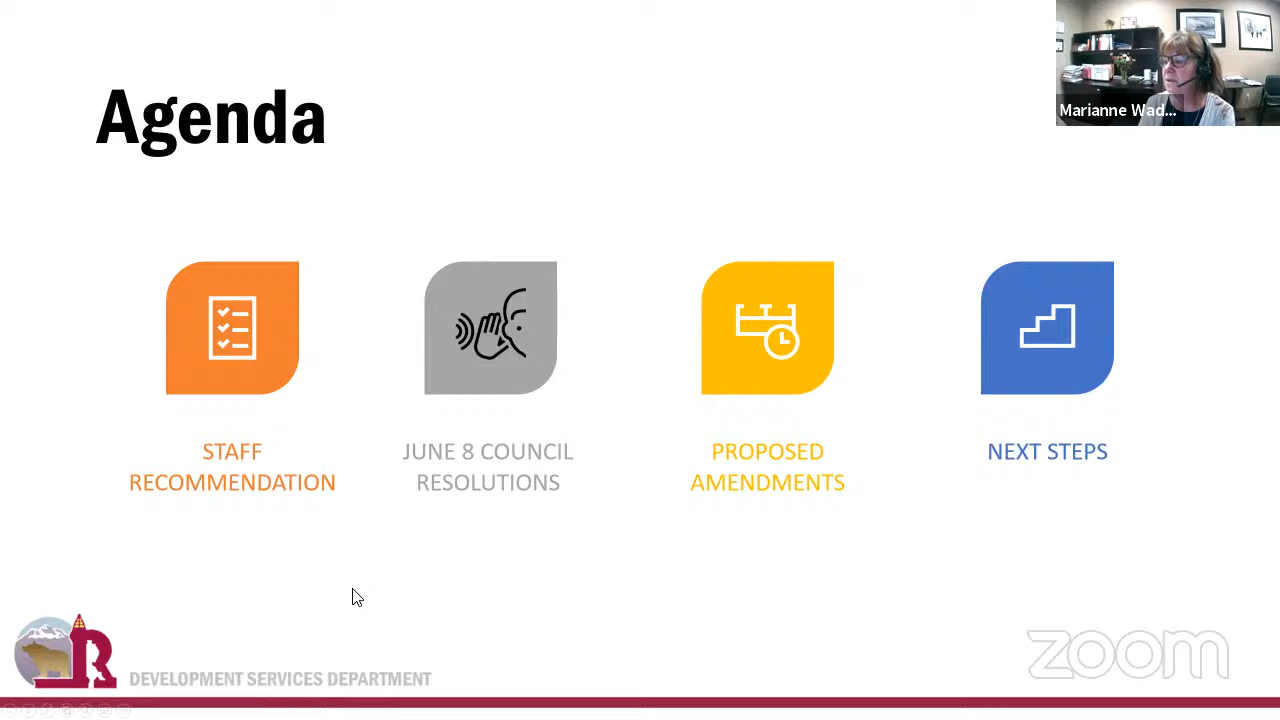 Agenda
Marianne Wad...
STAFF
RECOMMENDATION
JUNE 8 COUNCIL
RESOLUTIONS
PROPOSED
AMENDMENTS
NEXT STEPS
R
DEVELOPMENT SERVICES DEPARTMENT
zoom